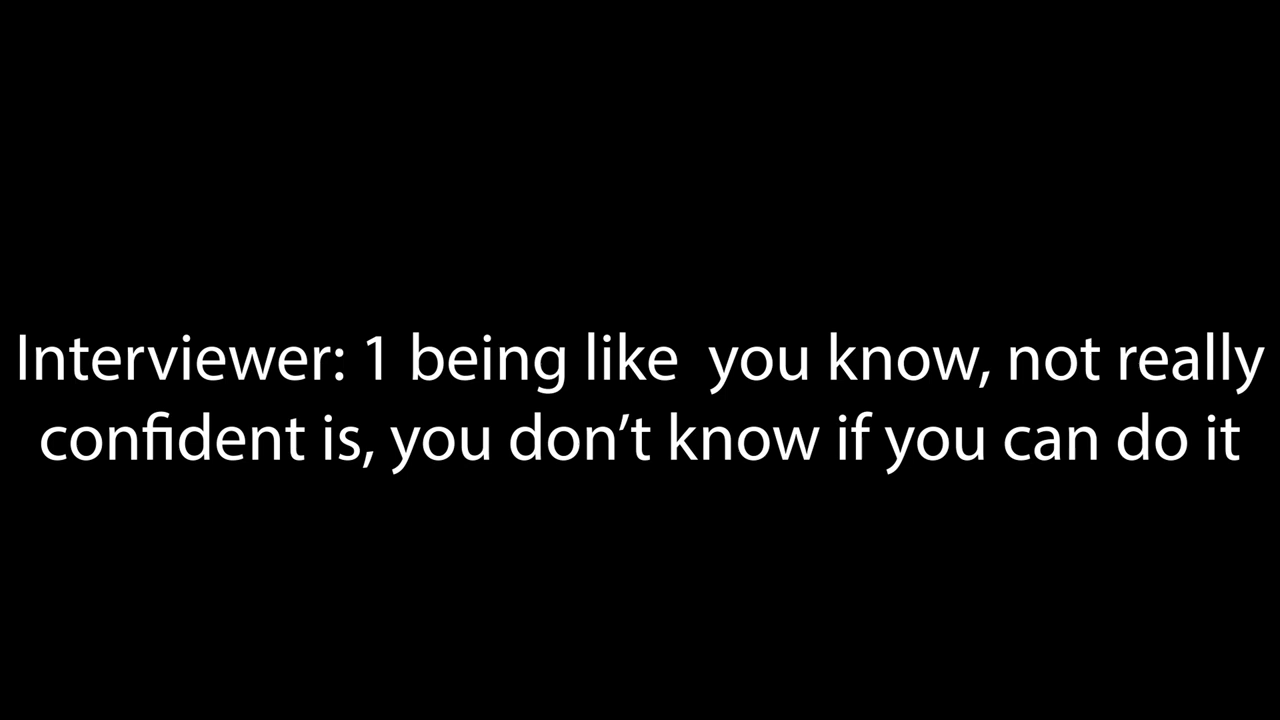 Interviewer: 1 being like  you know, not really
confident is, you don’t know if you can do it